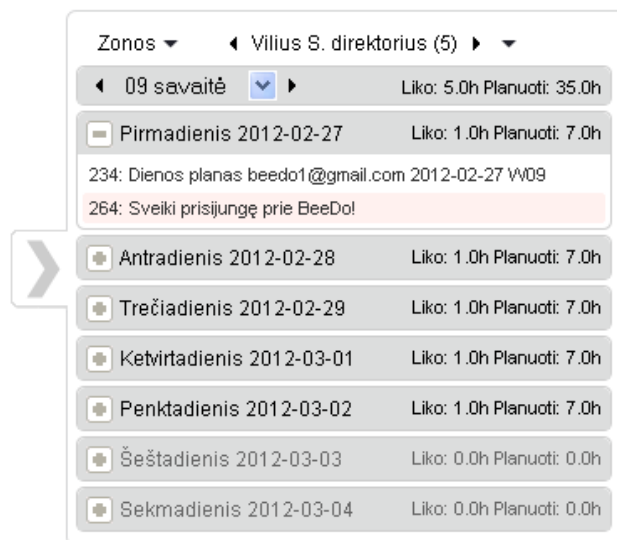 Zonos Vilius S. direktorius (5)
09 savaitė Liko: 5.0h Planuoti: 35.0h
Pirmadienis 2012-02-27 Liko: 1.0h Planuoti: 7.0h
234: Dienos planas beedo1@gmail.com 2012-02-27 W09
264: Sveiki prisijungę prie BeeDo!
Antradienis 2012-02-28 Liko: 1.0h Planuoti: 7.0h
Trečiadienis 2012-02-29 Liko: 1.0h Planuoti: 7.0h
Ketvirtadienis 2012-03-01 Liko: 1.0h Planuoti: 7.0h
Penktadienis 2012-03-02 Liko: 1.0h Planuoti: 7.0h
Šeštadienis 2012-03-03 Liko: 0.0h Planuoti: 0.0h
Sekmadienis 2012-03-04 Liko: 0.0h Planuoti: 0.0h